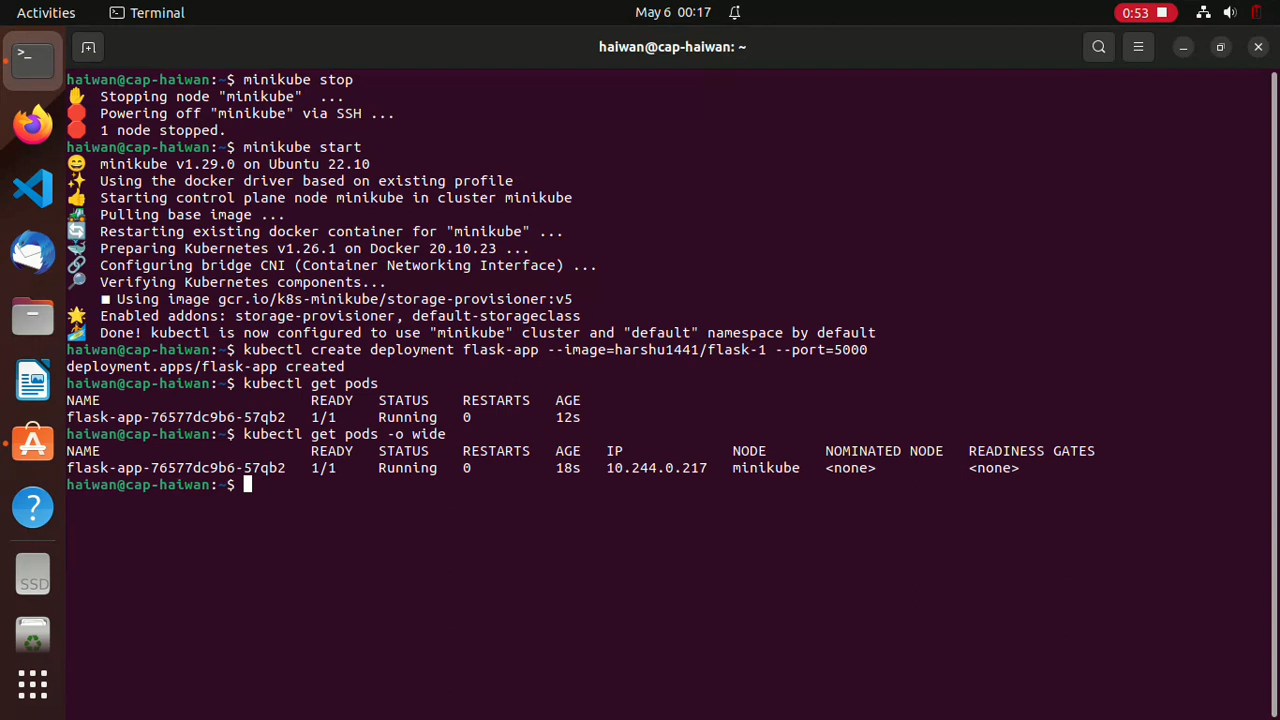 Activities Terminal May 6 00:17 0:53
haiwan@cap-haiwan: ~
haiwan@cap-haiwan:~$ minikube stop
Stopping node "minikube" ...
Powering off "minikube" via SSH ...
1 node stopped.
haiwan@cap-haiwan:~$ minikube start
minikube v1.29.0 on Ubuntu 22.10
Using the docker driver based on existing profile
Starting control plane node minikube in cluster minikube
Pulling base image ...
Restarting existing docker container for "minikube" ...
Preparing Kubernetes v1.26.1 on Docker 20.10.23 ...
Configuring bridge CNI (Container Networking Interface) ...
Verifying Kubernetes components...
■ Using image gcr.io/k8s-minikube/storage-provisioner:v5
Enabled addons: storage-provisioner, default-storageclass
Done! kubectl is now configured to use "minikube" cluster and "default" namespace by default
haiwan@cap-haiwan:~$ kubectl create deployment flask-app --image=harshu1441/flask-1 --port=5000
deployment.apps/flask-app created
haiwan@cap-haiwan:~$ kubectl get pods
NAME READY STATUS RESTARTS AGE
flask-app-76577dc9b6-57qb2 1/1 Running 0 12s
haiwan@cap-haiwan:~$ kubectl get pods -o wide
NAME READY STATUS RESTARTS AGE IP NODE NOMINATED NODE READINESS GATES
flask-app-76577dc9b6-57qb2 1/1 Running 0 18s 10.244.0.217 minikube <none> <none>
haiwan@cap-haiwan:~$
SSD